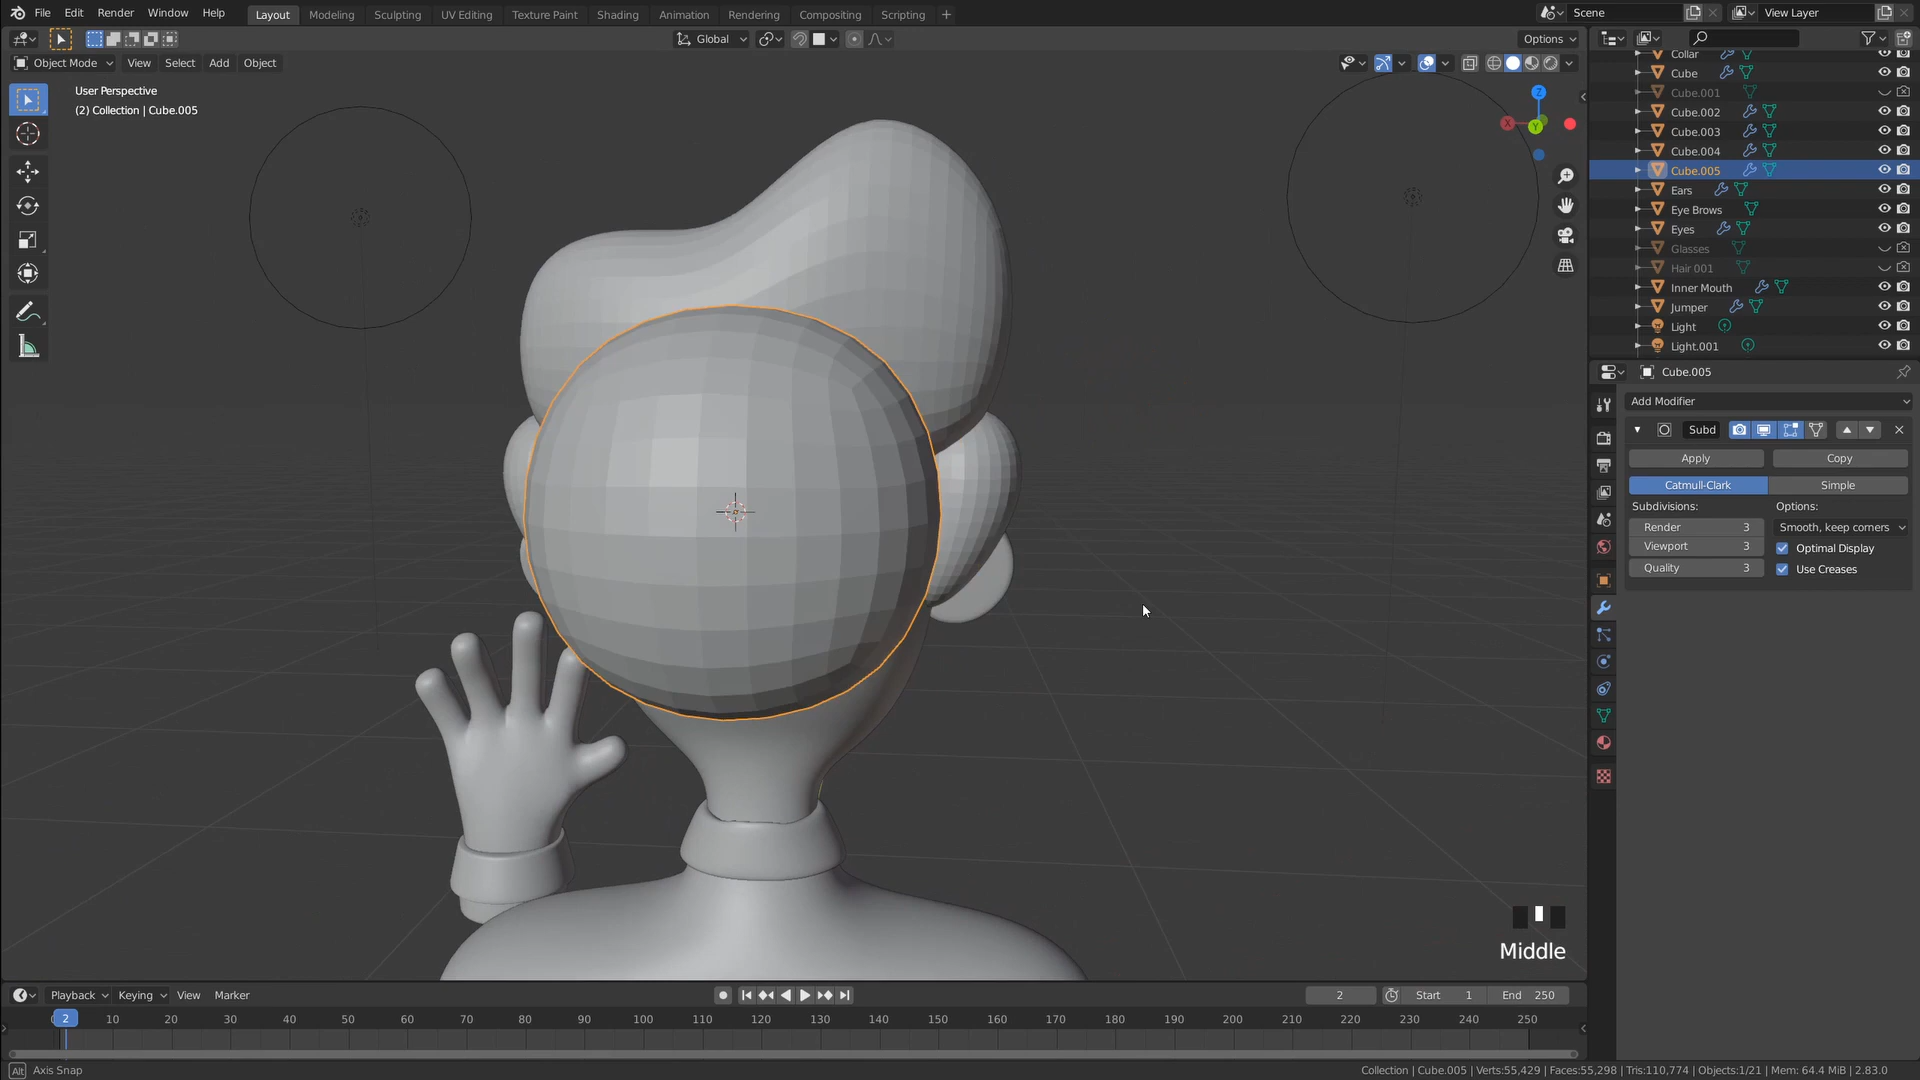 File Edit Render Window Help Layout Modeling Sculpting UV Editing Texture Paint Shading Animation Rendering Compositing Scripting + Scene View Layer
Global Options
Object Mode View Select Add Object
User Perspective
(2) Collection | Cube.005
Z
X
Y
Collar
Cube
Cube.001
Cube.002
Cube.003
Cube.004
Cube.005
Ears
Eye Brows
Eyes
Glasses
Hair 001
Inner Mouth
Jumper
Light
Light.001
Cube.005
Add Modifier
Subd
Apply Copy
Catmull-Clark Simple
Subdivisions: Options:
Render 3 Smooth, keep corners
Viewport 3 Optimal Display
Quality 3 Use Creases
Middle
Playback Keying View Marker 2 Start 1 End 250
2 10 20 30 40 50 60 70 80 90 100 110 120 130 140 150 160 170 180 190 200 210 220 230 240 250
Alt Axis Snap Collection | Cube.005 | Verts:55,429 | Faces:55,298 | Tris:110,774 | Objects:1/21 | Mem: 64.4 MiB | 2.83.0